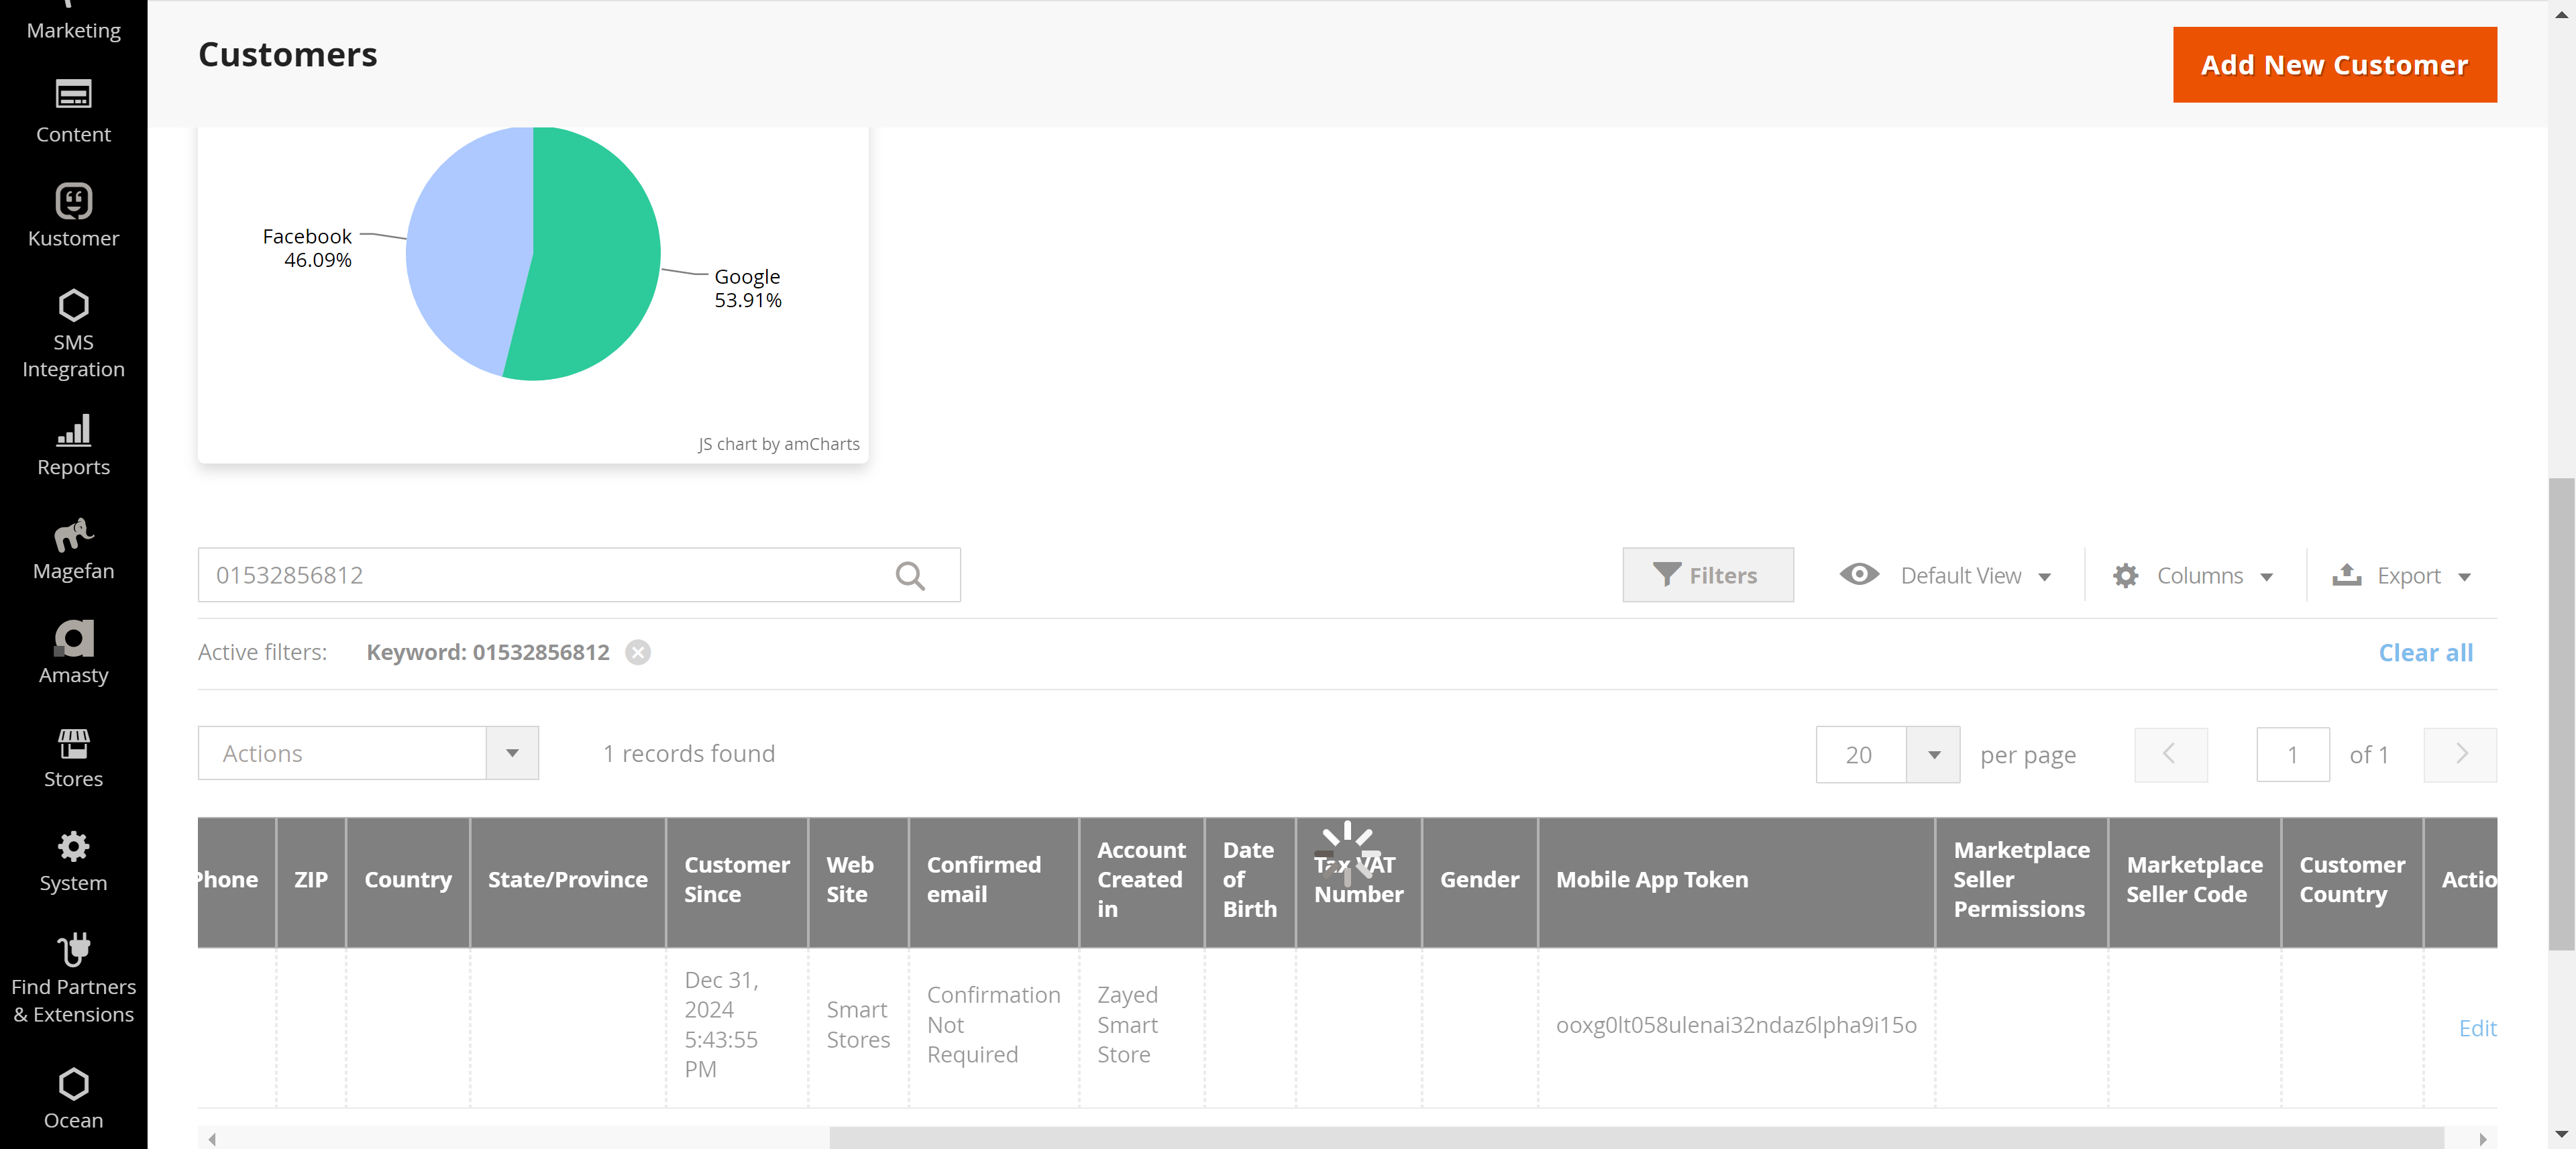 Marketing
Content
Kustomer
SMS
Integration
Reports
Magefan
Amasty
Stores
System
Find Partners
& Extensions
Ocean
Customers
Add New Customer
Facebook
46.09%
Google
53.91%
JS chart by amCharts
01532856812
Filters
Default View
Columns
Export
Active filters:
Keyword: 01532856812
Clear all
Actions
1 records found
20
per page
1
of 1
Phone
ZIP
Country
State/Province
Customer
Since
Web
Site
Confirmed
email
Account
Created
in
Date
of
Birth
Tax VAT
Number
Gender
Mobile App Token
Marketplace
Seller
Permissions
Marketplace
Seller Code
Customer
Country
Actio
Dec 31,
2024
5:43:55
PM
Smart
Stores
Confirmation
Not
Required
Zayed
Smart
Store
ooxg0lt058ulenai32ndaz6lpha9i15o
Edit